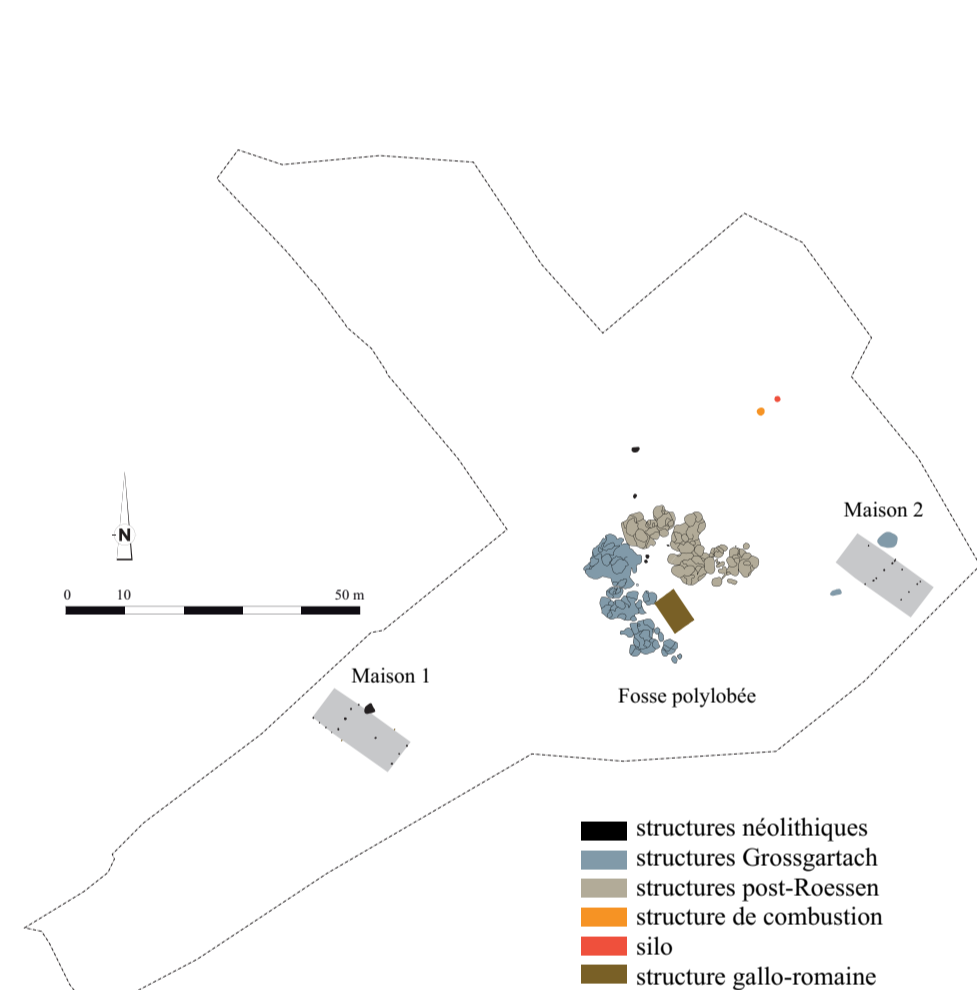 Maison 2
N
0 10 50 m
Maison 1
Fosse polylobée
structures néolithiques
structures Grossgartach
structures post-Roessen
structure de combustion
silo
structure gallo-romaine